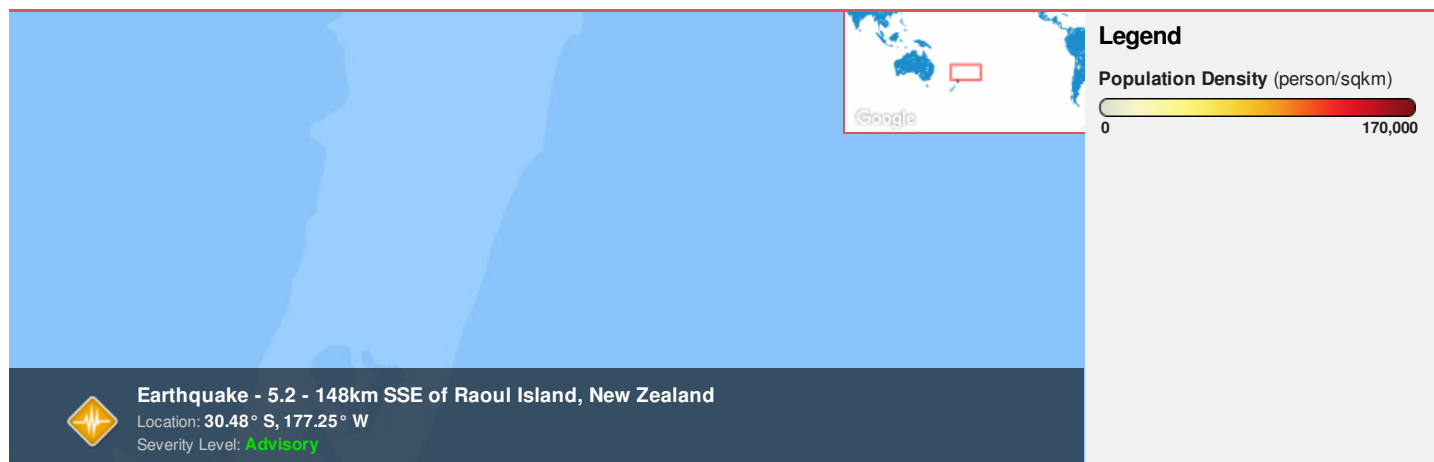 Google
Legend
Population Density (person/sqkm)
0 170,000
Earthquake - 5.2 - 148km SSE of Raoul Island, New Zealand
Location: 30.48° S, 177.25° W
Severity Level: Advisory